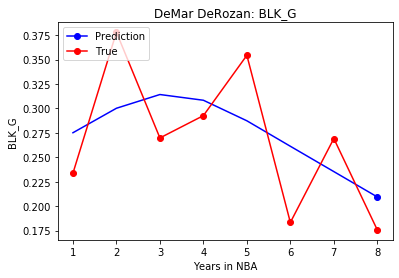 DeMar DeRozan: BLK_G
Prediction
True
0.375
0.350
0.325
0.300
0.275
0.250
0.225
0.200
0.175
BLK_G
1 2 3 4 5 6 7 8
Years in NBA